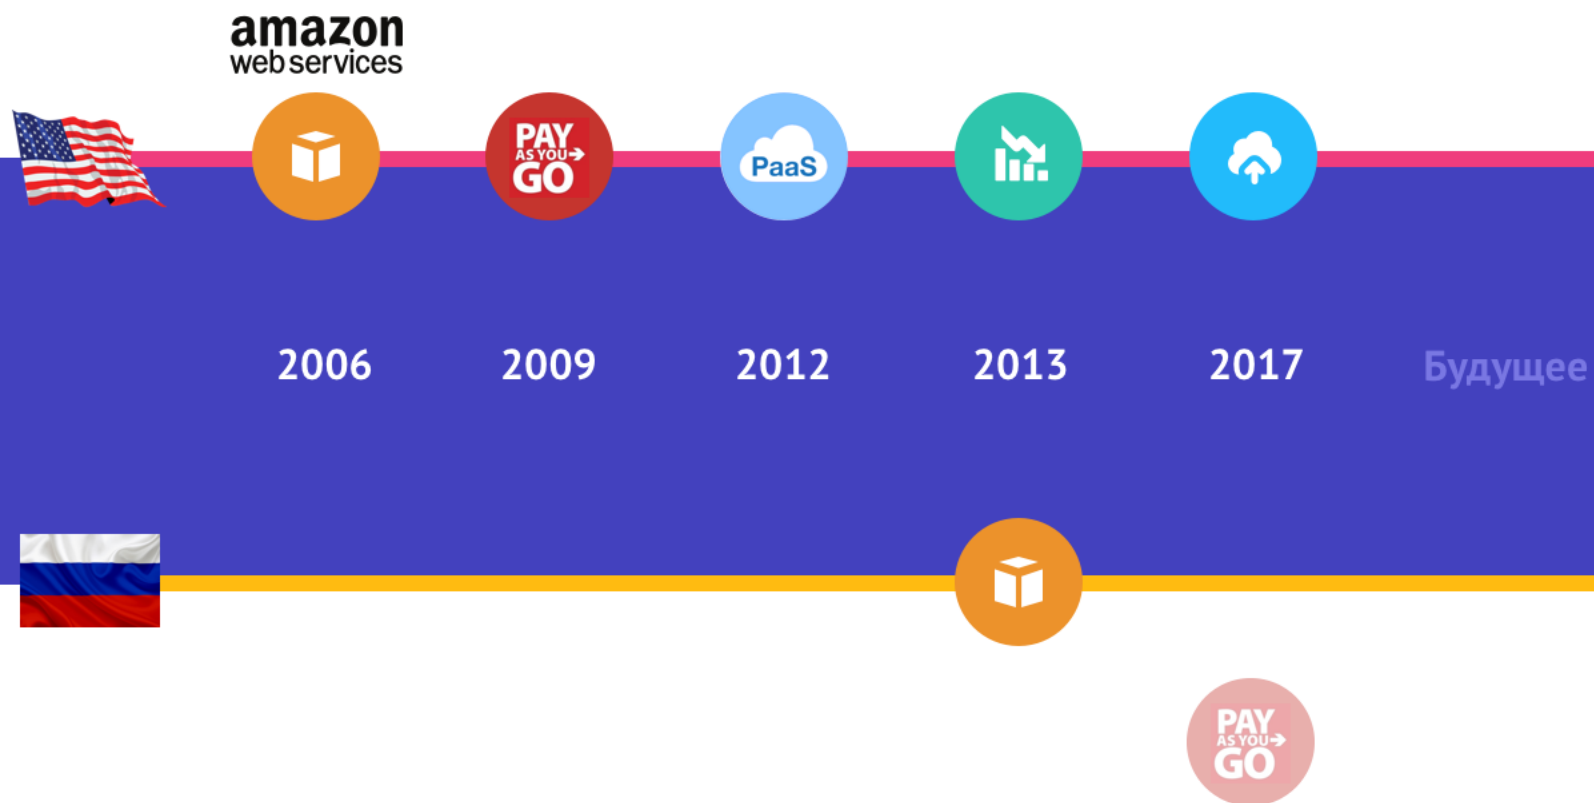 amazon
web services
PAY
AS YOU
GO
PaaS
2006
2009
2012
2013
2017
Будущее
PAY
AS YOU
GO